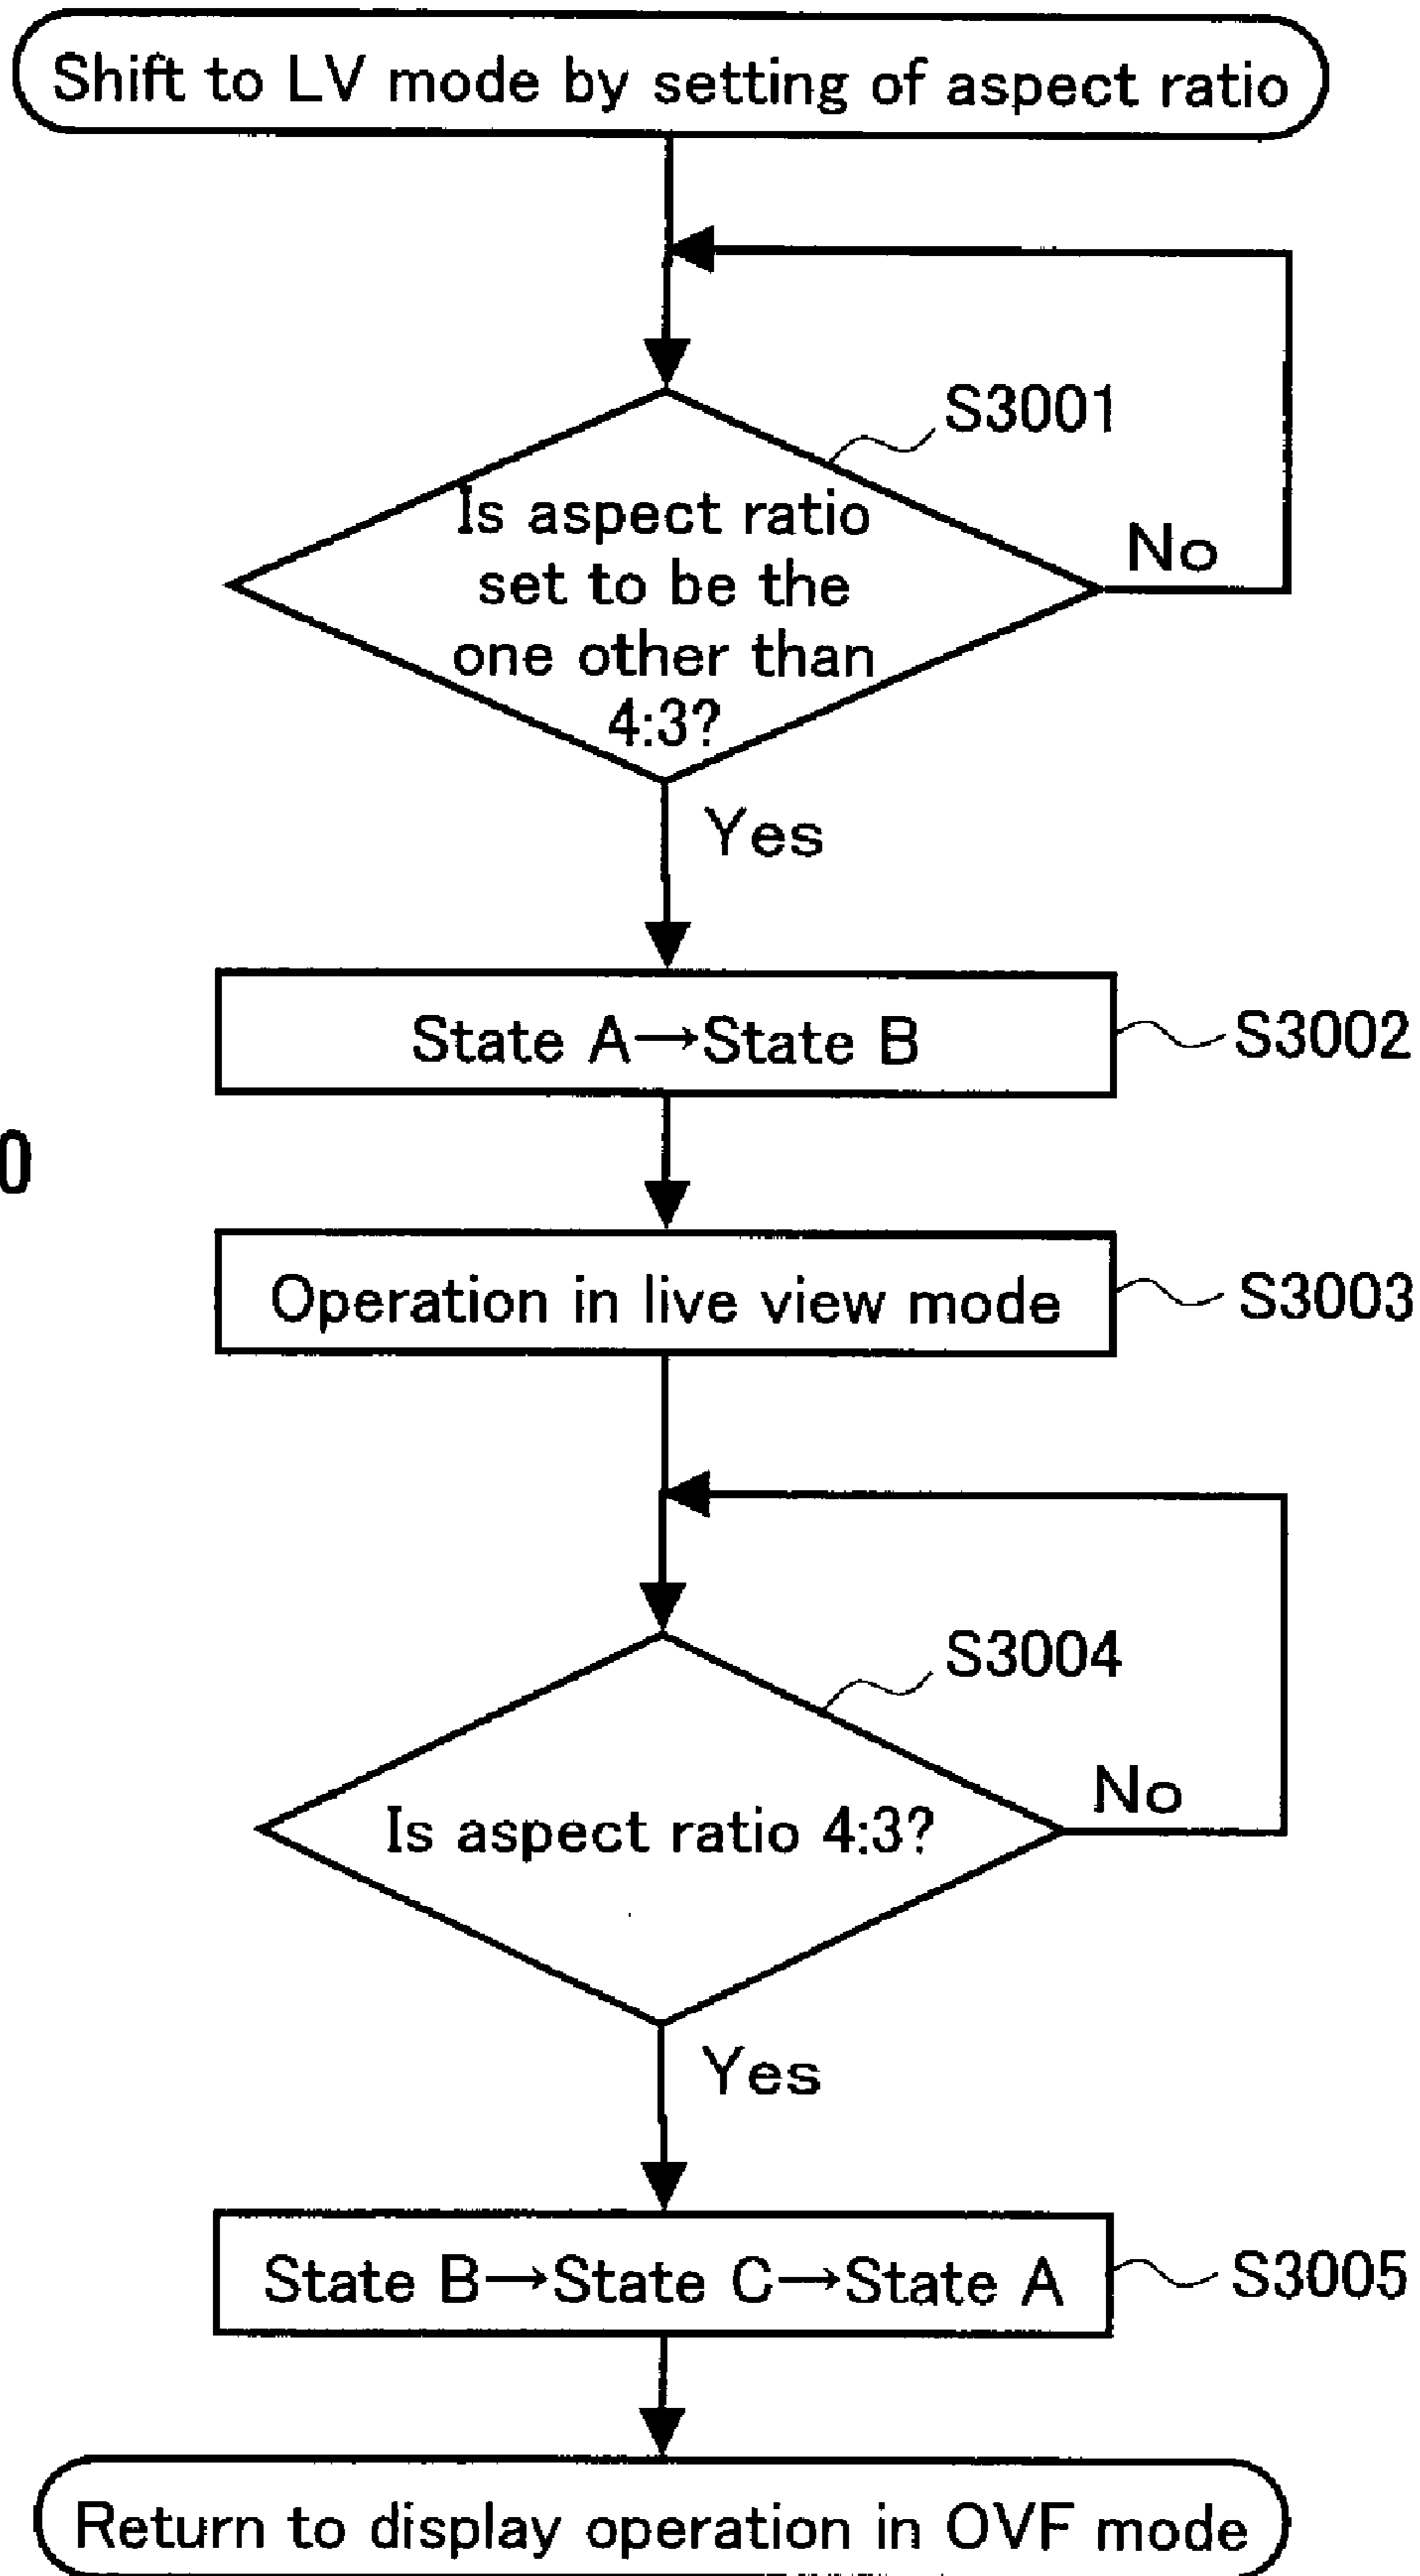 Shift to LV mode by setting of aspect ratio
S3001
Is aspect ratio
set to be the
one other than
4:3?
No
Yes
State A→State B
S3002
0
Operation in live view mode
S3003
S3004
Is aspect ratio 4:3?
No
Yes
State B→State C→State A
S3005
Return to display operation in OVF mode